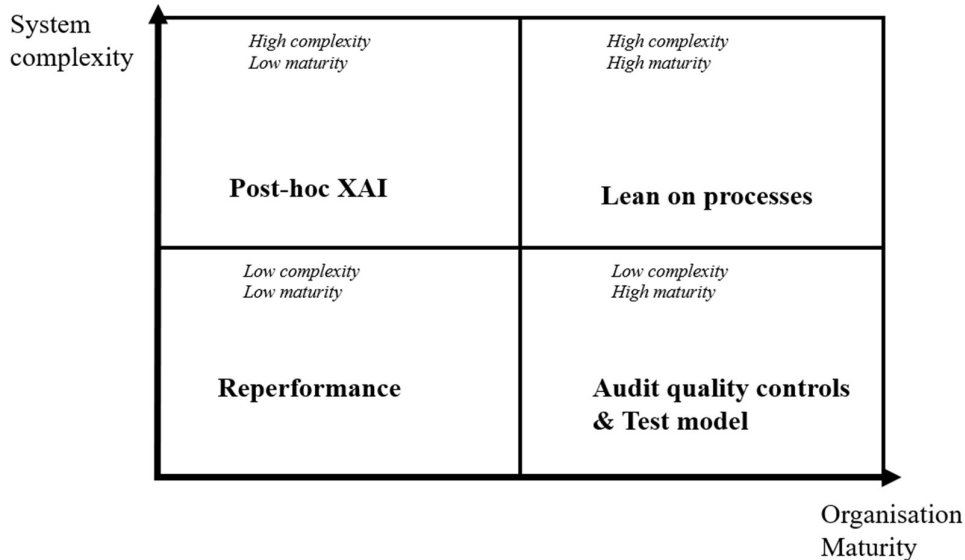 System
complexity
High complexity
Low maturity
High complexity
High maturity
Post-hoc XAI
Lean on processes
Low complexity
Low maturity
Low complexity
High maturity
Reperformance
Audit quality controls
& Test model
Organisation
Maturity